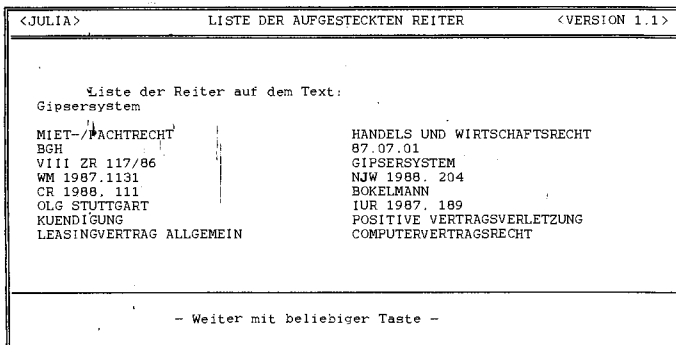 <JULIA> LISTE DER AUFGESTECKTEN REITER <VERSION 1.1>
Liste der Reiter auf dem Text:
Gipsersystem
MIET-/PACHTRECHT HANDELS UND WIRTSCHAFTSRECHT
BGH 87.07.01
VIII ZR 117/86 GIPSERSYSTEM
WM 1987.1131 NJW 1988. 204
CR 1988, 111 BOKELMANN
OLG STUTTGART IUR 1987. 189
KUENDIGUNG POSITIVE VERTRAGSVERLETZUNG
LEASINGVERTRAG ALLGEMEIN COMPUTERVERTRAGSRECHT
- Weiter mit beliebiger Taste -